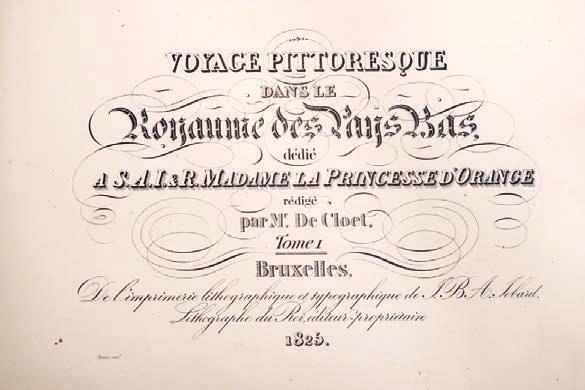 VOYAGE PITTORESQUE
DANS LE
Royaume des Pays Bas,
dédié
A S.A.I. & R. MADAME LA PRINCESSE D'ORANGE
rédigé
par Mr. De Cloet.
Tome I
Bruxelles.
De l'imprimerie lithographique et typographique de J. B. A. Jobard.
Lithographe du Roi, éditeur-propriétaire
1825.